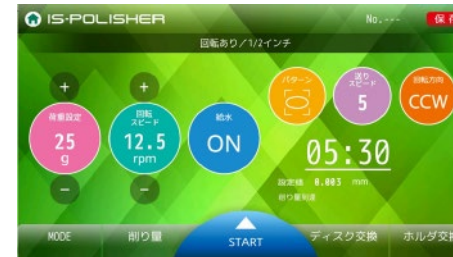 IS-POLISHER
No.---
保存
回転あり/1/2インチ
+
荷重設定
25
g
−
+
回転
スピード
12.5
rpm
−
給水
ON
パターン
送り
スピード
5
回転方向
CCW
05:30
設定値 0.003 mm
削り量到達
MODE
削り量
START
ディスク交換
ホルダ交